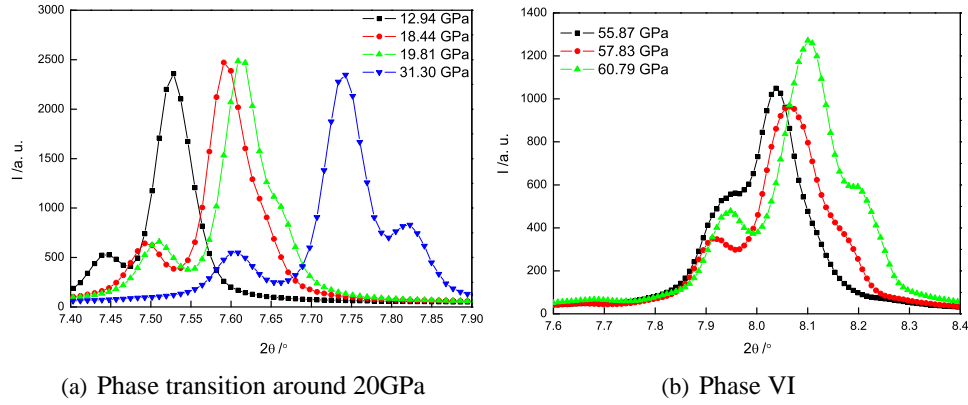 3000
2500
2000
1500
1000
500
0
I /a. u.
7.40 7.45 7.50 7.55 7.60 7.65 7.70 7.75 7.80 7.85 7.90
2θ /°
12.94 GPa
18.44 GPa
19.81 GPa
31.30 GPa
(a) Phase transition around 20GPa
1400
1200
1000
800
600
400
200
0
I /a. u.
7.6 7.7 7.8 7.9 8.0 8.1 8.2 8.3 8.4
2θ /°
55.87 GPa
57.83 GPa
60.79 GPa
(b) Phase VI